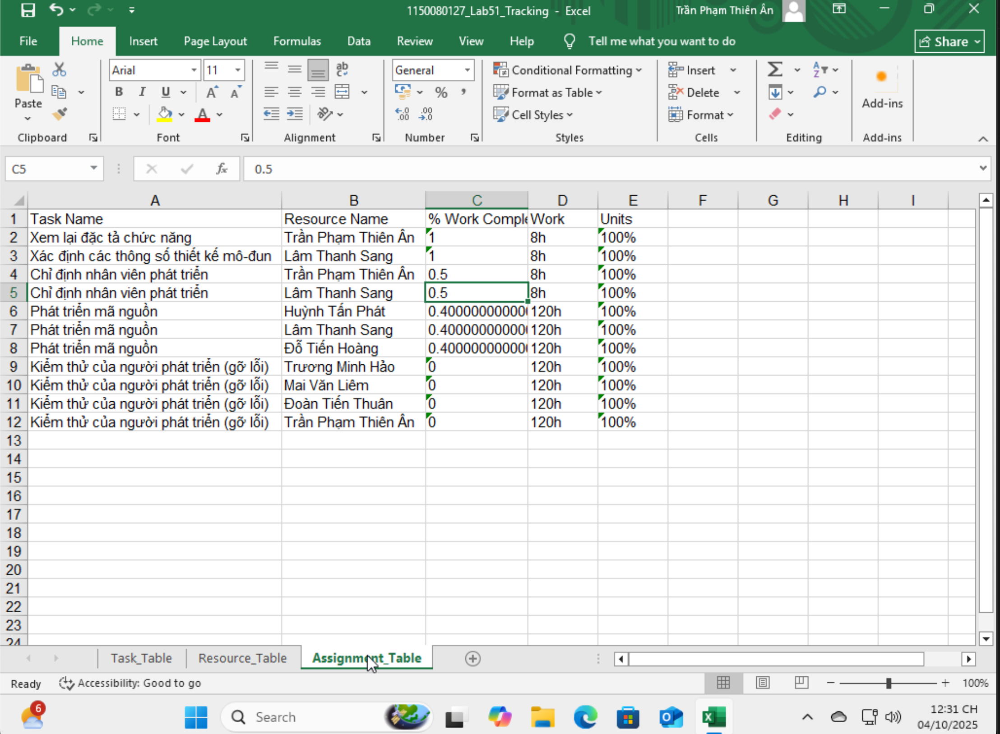 1150080127_Lab51_Tracking - Excel
Trần Phạm Thiên Ân
File Home Insert Page Layout Formulas Data Review View Help Tell me what you want to do Share
Arial 11 ab c General Conditional Formatting Insert
Paste B I U A A % , Format as Table Delete Add-ins
A Cell Styles Format
Clipboard Font Alignment Number Styles Cells Editing Add-ins
C5 fx 0.5
A B C D E F G H I
1 Task Name Resource Name % Work Comple Work Units
2 Xem lại đặc tả chức năng Trần Phạm Thiên Ân 1 8h 100%
3 Xác định các thông số thiết kế mô-đun Lâm Thanh Sang 1 8h 100%
4 Chỉ định nhân viên phát triển Trần Phạm Thiên Ân 0.5 8h 100%
5 Chỉ định nhân viên phát triển Lâm Thanh Sang 0.5 8h 100%
6 Phát triển mã nguồn Huỳnh Tấn Phát 0.40000000000 120h 100%
7 Phát triển mã nguồn Lâm Thanh Sang 0.40000000000 120h 100%
8 Phát triển mã nguồn Đỗ Tiến Hoàng 0.40000000000 120h 100%
9 Kiểm thử của người phát triển (gỡ lỗi) Trương Minh Hảo 0 120h 100%
10 Kiểm thử của người phát triển (gỡ lỗi) Mai Văn Liêm 0 120h 100%
11 Kiểm thử của người phát triển (gỡ lỗi) Đoàn Tiến Thuân 0 120h 100%
12 Kiểm thử của người phát triển (gỡ lỗi) Trần Phạm Thiên Ân 0 120h 100%
13
14
15
16
17
18
19
20
21
22
23
24
Task_Table Resource_Table Assignment_Table
Ready Accessibility: Good to go 100%
6 Search 12:31 CH
04/10/2025